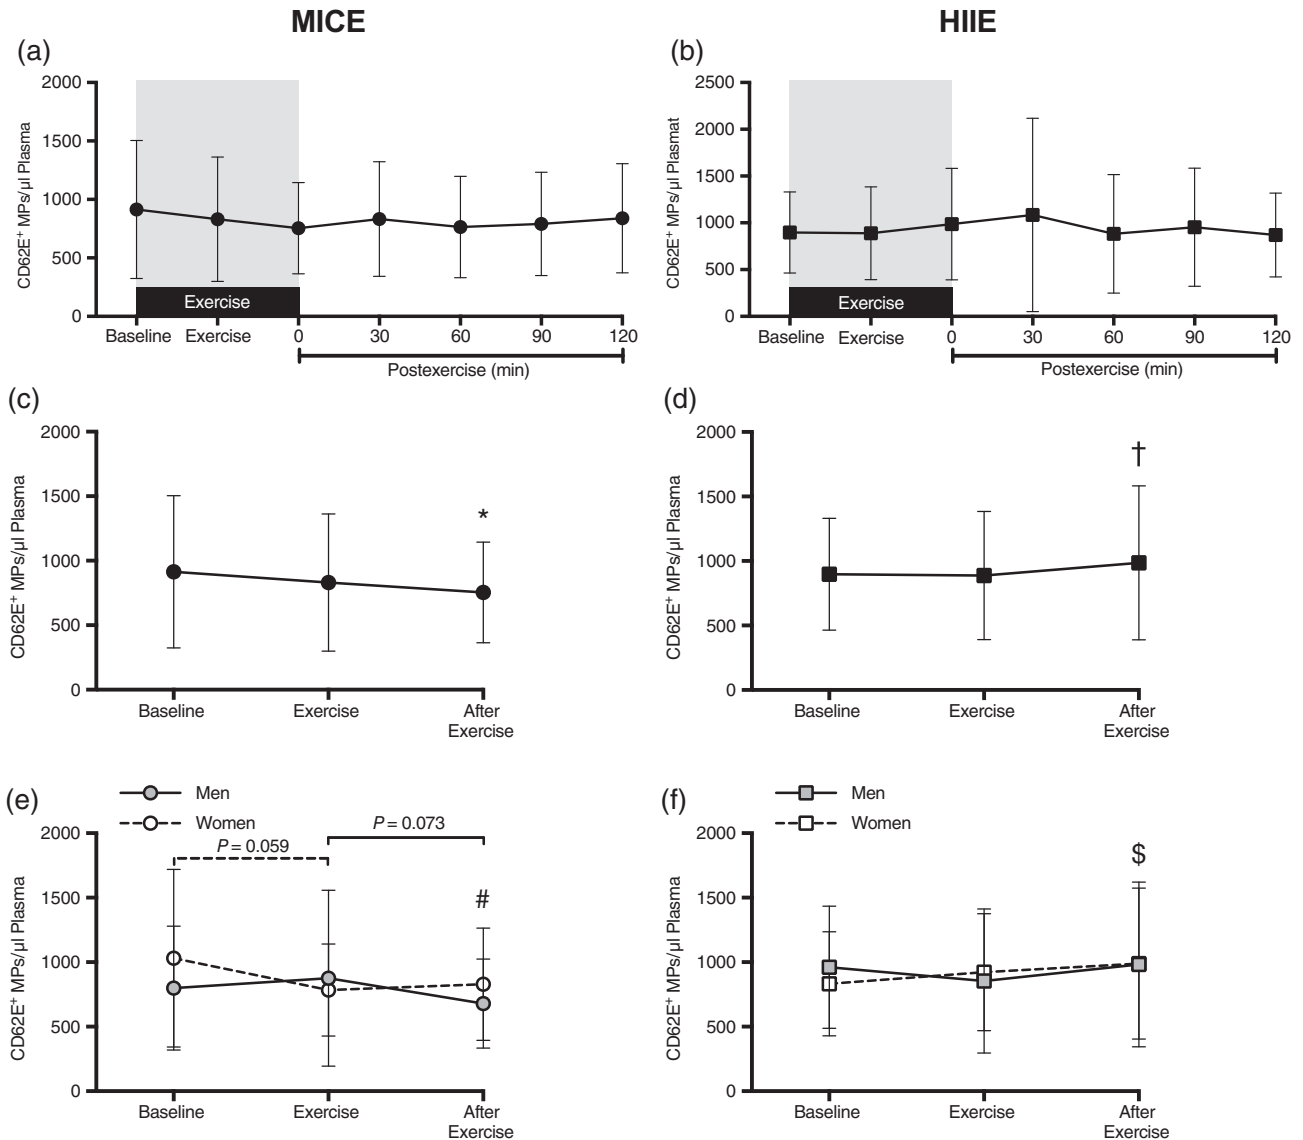 MICE
HIIE
(a)
CD62E+ MPs/µl Plasma
2000
1500
1000
500
0
Exercise
Baseline Exercise 0 30 60 90 120
Postexercise (min)
(b)
CD62E+ MPs/µl Plasmat
2500
2000
1500
1000
500
0
Exercise
Baseline Exercise 0 30 60 90 120
Postexercise (min)
(c)
CD62E+ MPs/µl Plasma
2000
1500
1000
500
0
*
Baseline Exercise After
Exercise
(d)
CD62E+ MPs/µl Plasma
2000
1500
1000
500
0
†
Baseline Exercise After
Exercise
(e)
Men
Women
CD62E+ MPs/µl Plasma
2000
1500
1000
500
0
P = 0.059
P = 0.073
#
Baseline Exercise After
Exercise
(f)
Men
Women
CD62E+ MPs/µl Plasma
2000
1500
1000
500
0
$
Baseline Exercise After
Exercise